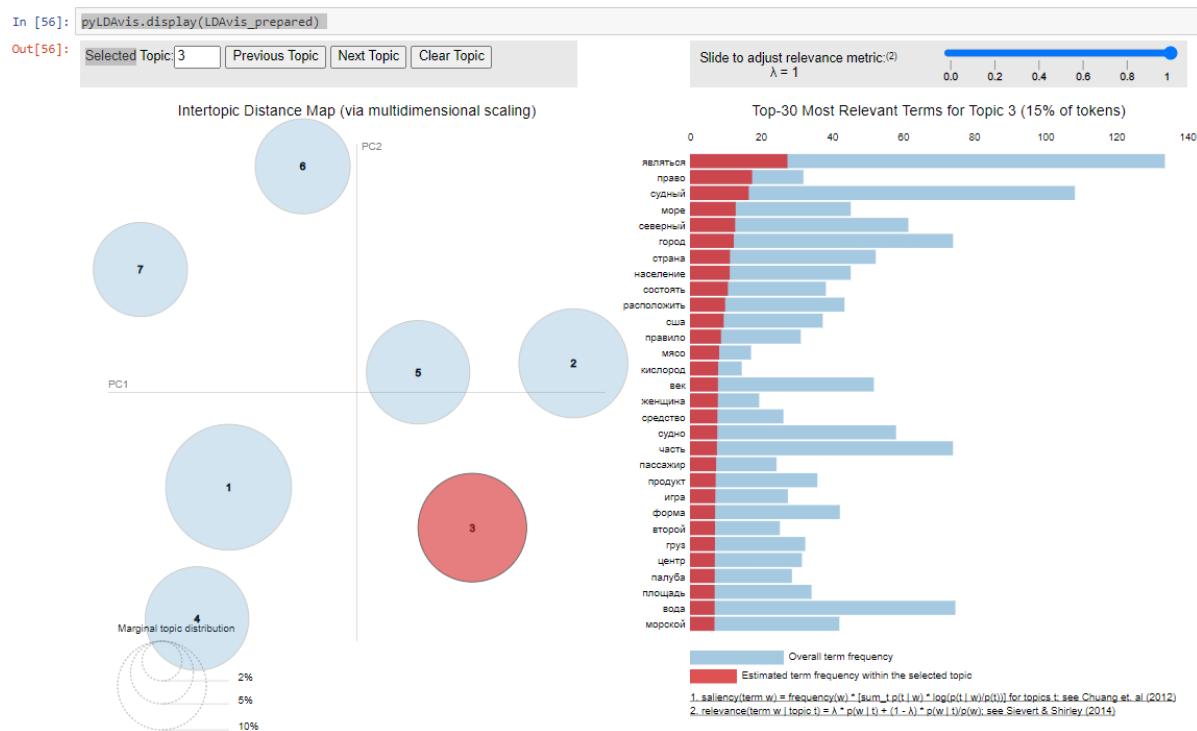 In [56]: pyLDAvis.display(LDAvis_prepared)
Out[56]:
Selected Topic: 3 Previous Topic Next Topic Clear Topic
Slide to adjust relevance metric:(2)
λ = 1
0.0 0.2 0.4 0.6 0.8 1
Intertopic Distance Map (via multidimensional scaling)
PC2
PC1
6
7
5
2
1
3
4
Marginal topic distribution
2%
5%
10%
Top-30 Most Relevant Terms for Topic 3 (15% of tokens)
0 20 40 60 80 100 120 140
являться
право
судный
море
северный
город
страна
население
состоять
расположить
сша
правило
мясо
кислород
век
женщина
средство
судно
часть
пассажир
продукт
игра
форма
второй
груз
центр
палуба
площадь
вода
морской
Overall term frequency
Estimated term frequency within the selected topic
1. saliency(term w) = frequency(w) * [sum_t p(t | w) * log(p(t | w)/p(t))] for topics t; see Chuang et. al (2012)
2. relevance(term w | topic t) = λ * p(w | t) + (1 - λ) * p(w | t)/p(w); see Sievert & Shirley (2014)